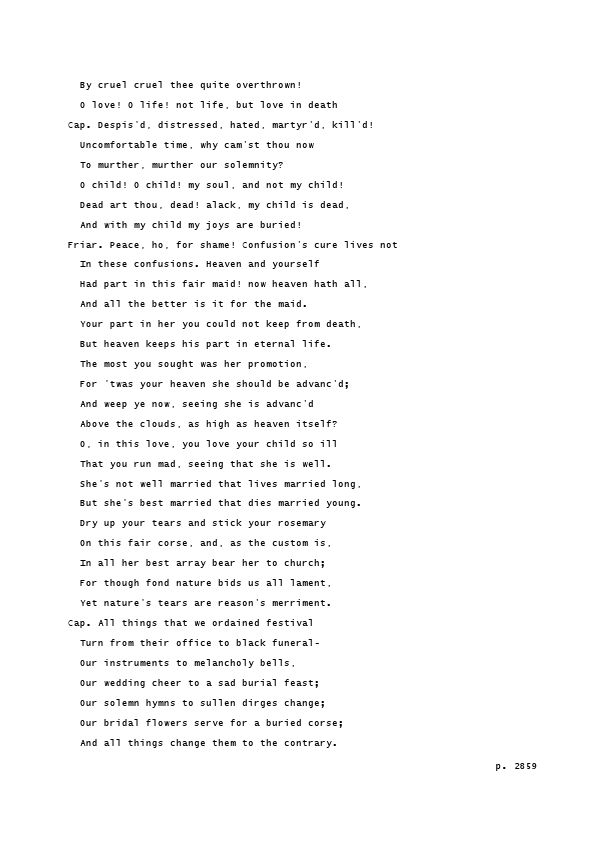 By cruel cruel thee quite overthrown!
O love! O life! not life, but love in death
Cap. Despis'd, distressed, hated, martyr'd, kill'd!
Uncomfortable time, why cam'st thou now
To murther, murther our solemnity?
O child! O child! my soul, and not my child!
Dead art thou, dead! alack, my child is dead,
And with my child my joys are buried!
Friar. Peace, ho, for shame! Confusion's cure lives not
In these confusions. Heaven and yourself
Had part in this fair maid! now heaven hath all,
And all the better is it for the maid.
Your part in her you could not keep from death,
But heaven keeps his part in eternal life.
The most you sought was her promotion,
For 'twas your heaven she should be advanc'd;
And weep ye now, seeing she is advanc'd
Above the clouds, as high as heaven itself?
O, in this love, you love your child so ill
That you run mad, seeing that she is well.
She's not well married that lives married long,
But she's best married that dies married young.
Dry up your tears and stick your rosemary
On this fair corse, and, as the custom is,
In all her best array bear her to church;
For though fond nature bids us all lament,
Yet nature's tears are reason's merriment.
Cap. All things that we ordained festival
Turn from their office to black funeral-
Our instruments to melancholy bells,
Our wedding cheer to a sad burial feast;
Our solemn hymns to sullen dirges change;
Our bridal flowers serve for a buried corse;
And all things change them to the contrary.
p. 2859